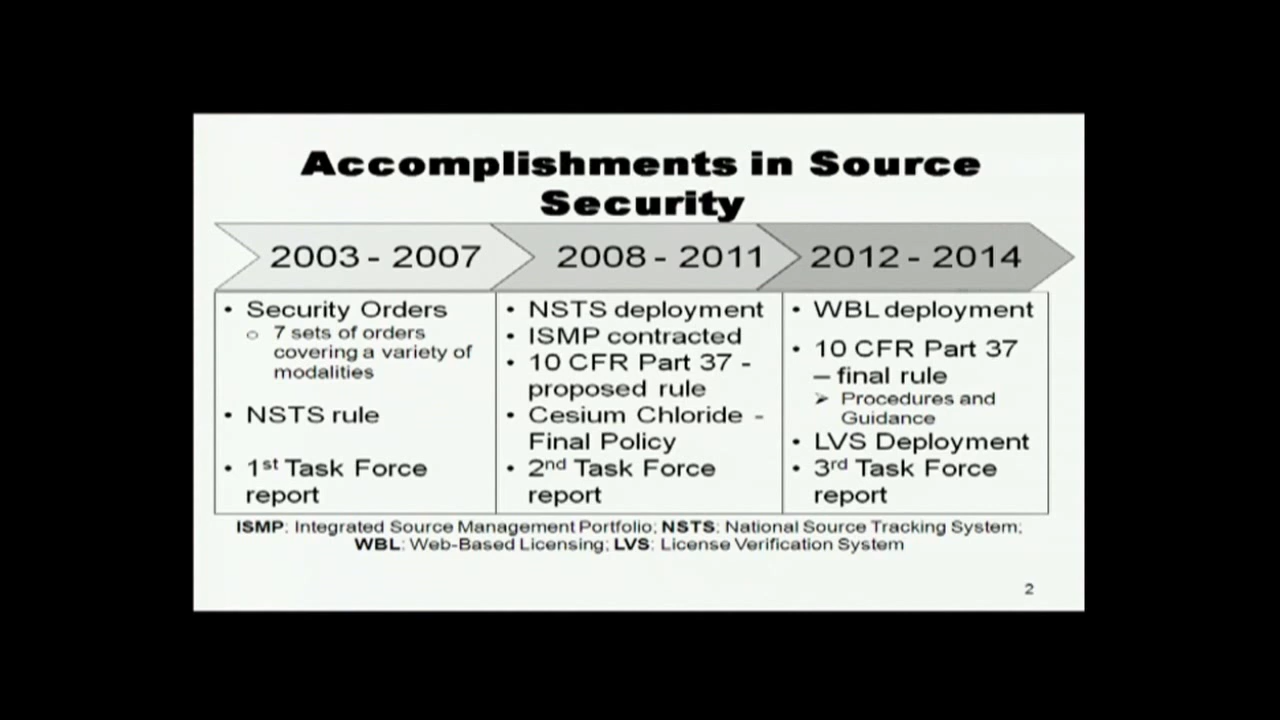 Accomplishments in Source
Security
2003 - 2007
2008 - 2011
2012 - 2014
• Security Orders
o 7 sets of orders
covering a variety of
modalities
• NSTS rule
• 1st Task Force
report
• NSTS deployment
• ISMP contracted
• 10 CFR Part 37 -
proposed rule
• Cesium Chloride -
Final Policy
• 2nd Task Force
report
• WBL deployment
• 10 CFR Part 37
– final rule
➢ Procedures and
Guidance
• LVS Deployment
• 3rd Task Force
report
ISMP: Integrated Source Management Portfolio; NSTS: National Source Tracking System;
WBL: Web-Based Licensing; LVS: License Verification System
2